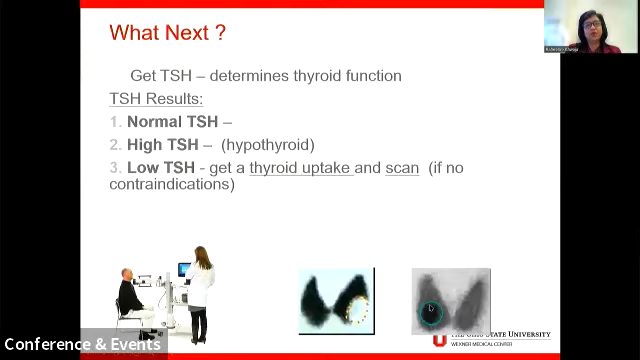 What Next ?
Get TSH – determines thyroid function
TSH Results:
1. Normal TSH –
2. High TSH – (hypothyroid)
3. Low TSH - get a thyroid uptake and scan (if no
contraindications)
THE OHIO STATE UNIVERSITY
WEXNER MEDICAL CENTER
Conference & Events